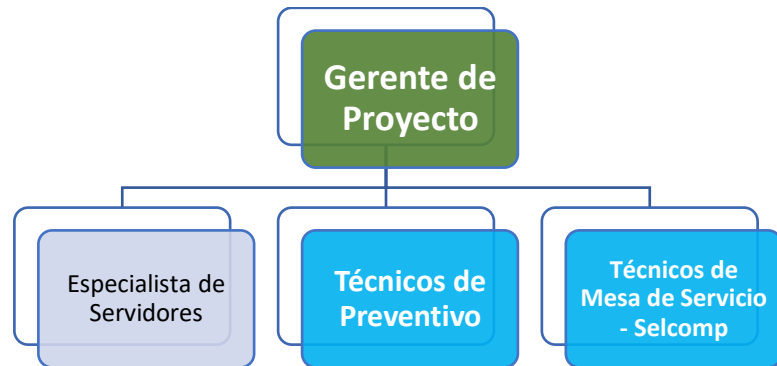 Gerente de
Proyecto
Especialista de
Servidores
Técnicos de
Preventivo
Técnicos de
Mesa de Servicio
- Selcomp